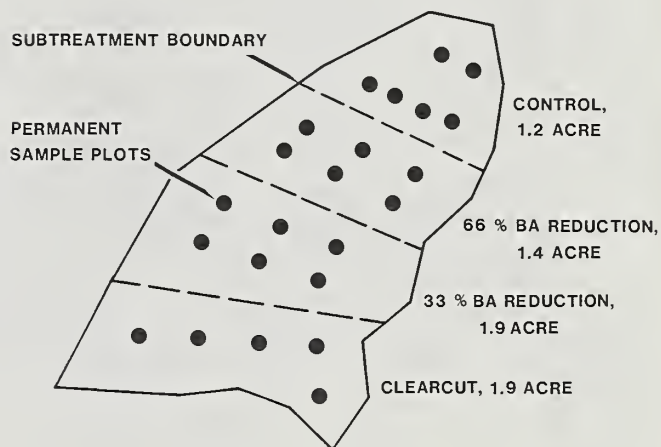 SUBTREATMENT BOUNDARY
PERMANENT
SAMPLE PLOTS
CONTROL,
1.2 ACRE
66 % BA REDUCTION,
1.4 ACRE
33 % BA REDUCTION,
1.9 ACRE
CLEARCUT, 1.9 ACRE